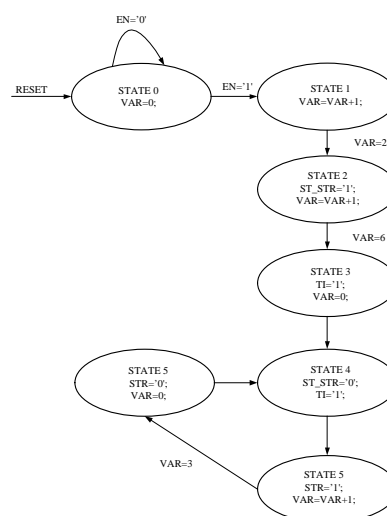 EN='0'
RESET
STATE 0
VAR=0;
EN='1'
STATE 1
VAR=VAR+1;
VAR=2
STATE 2
ST_STR='1';
VAR=VAR+1;
VAR=6
STATE 3
TI='1';
VAR=0;
STATE 5
STR='0';
VAR=0;
STATE 4
ST_STR='0';
TI='1';
VAR=3
STATE 5
STR='1';
VAR=VAR+1;